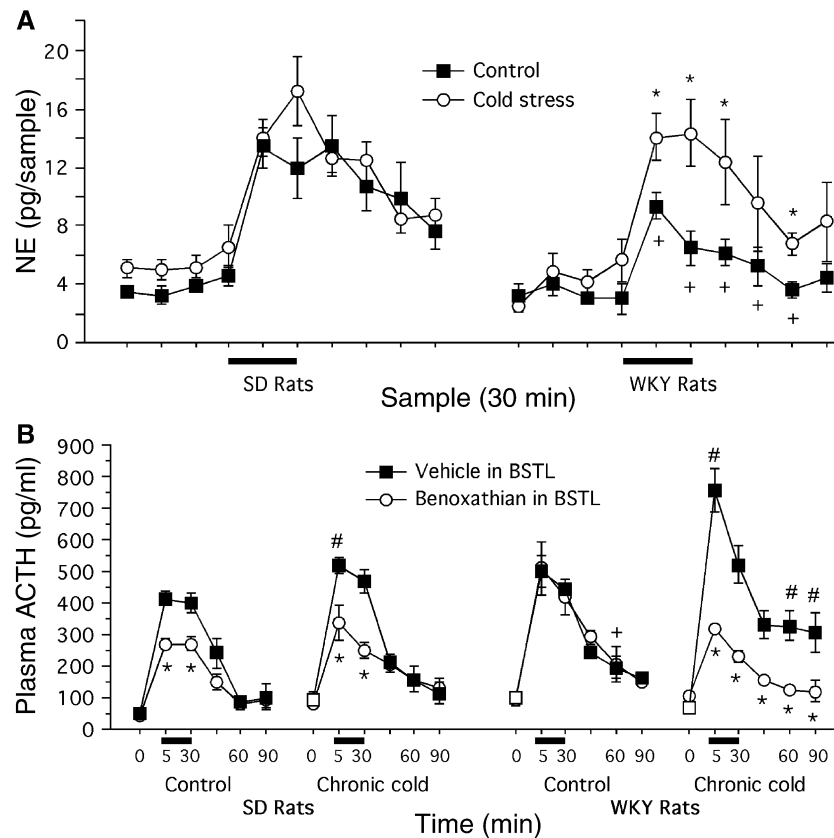 A
NE (pg/sample)
20
16
12
8
4
0
Control
Cold stress
* * * *
+ + + + +
SD Rats
WKY Rats
Sample (30 min)
B
Plasma ACTH (pg/ml)
900
800
700
600
500
400
300
200
100
0
Vehicle in BSTL
Benoxathian in BSTL
# # # #
+
* * * * * * * * *
0 5 30 60 90 0 5 30 60 90 0 5 30 60 90 0 5 30 60 90
Control Chronic cold Control Chronic cold
SD Rats WKY Rats
Time (min)